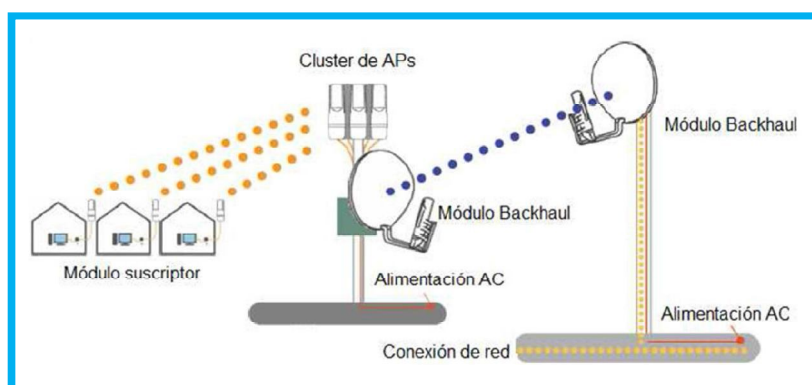 Cluster de APs
Módulo Backhaul
Módulo Backhaul
Módulo suscriptor
Alimentación AC
Alimentación AC
Conexión de red